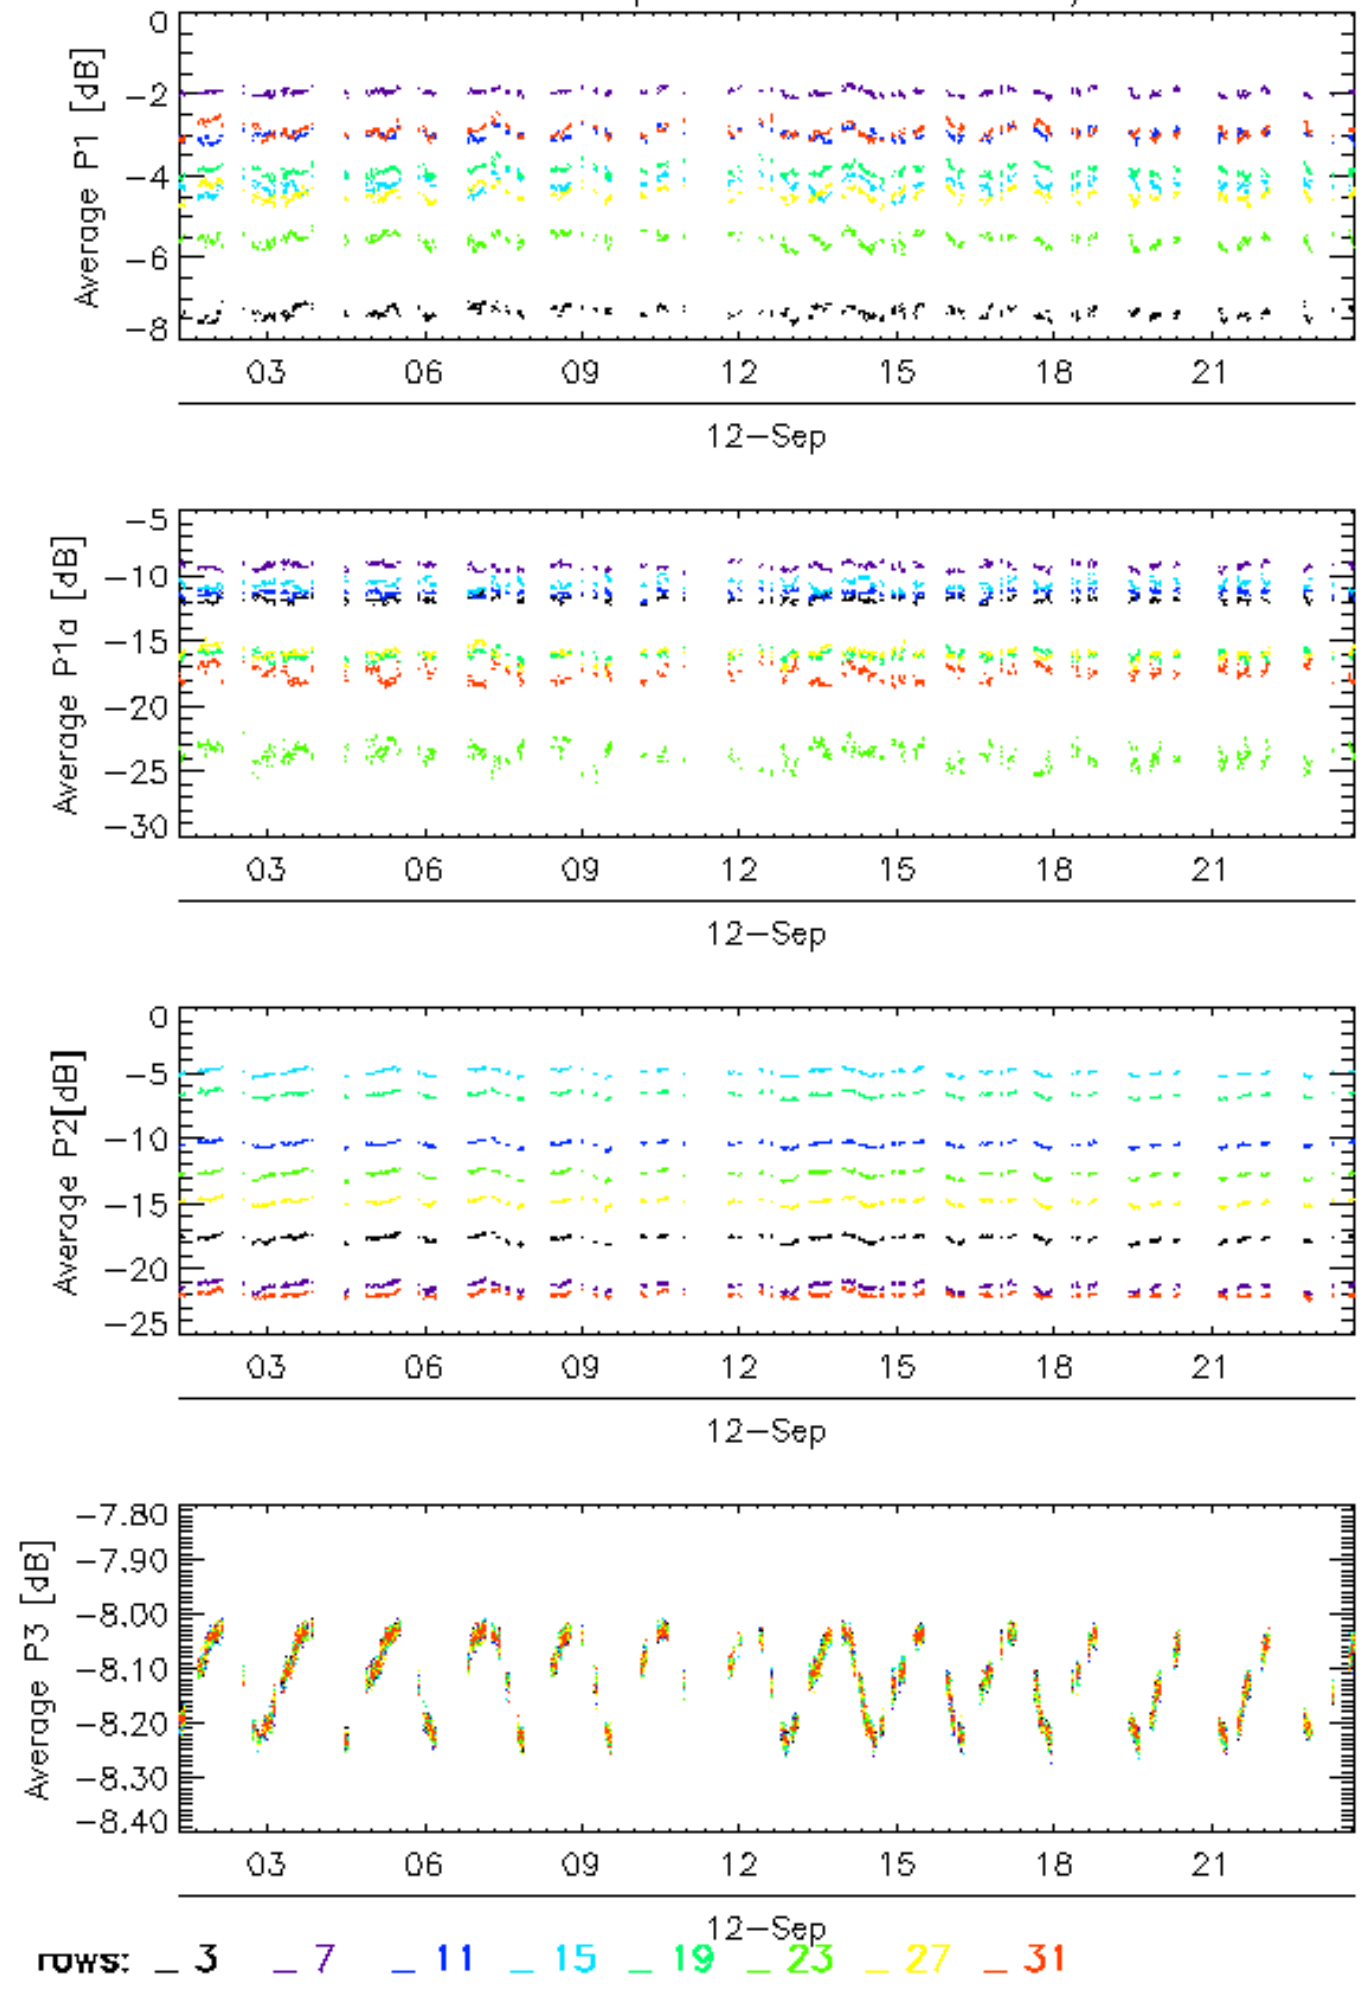 0
−2
−4
−6
−8
Average P1 [dB]
03 06 09 12 15 18 21
12−Sep
−5
−10
−15
−20
−25
−30
Average P1a [dB]
03 06 09 12 15 18 21
12−Sep
0
−5
−10
−15
−20
−25
Average P2[dB]
03 06 09 12 15 18 21
12−Sep
−7.80
−7.90
−8.00
−8.10
−8.20
−8.30
−8.40
Average P3 [dB]
03 06 09 12 15 18 21
12−Sep
rows: _ 3 _ 7 _ 11 _ 15 _ 19 _ 23 _ 27 _ 31